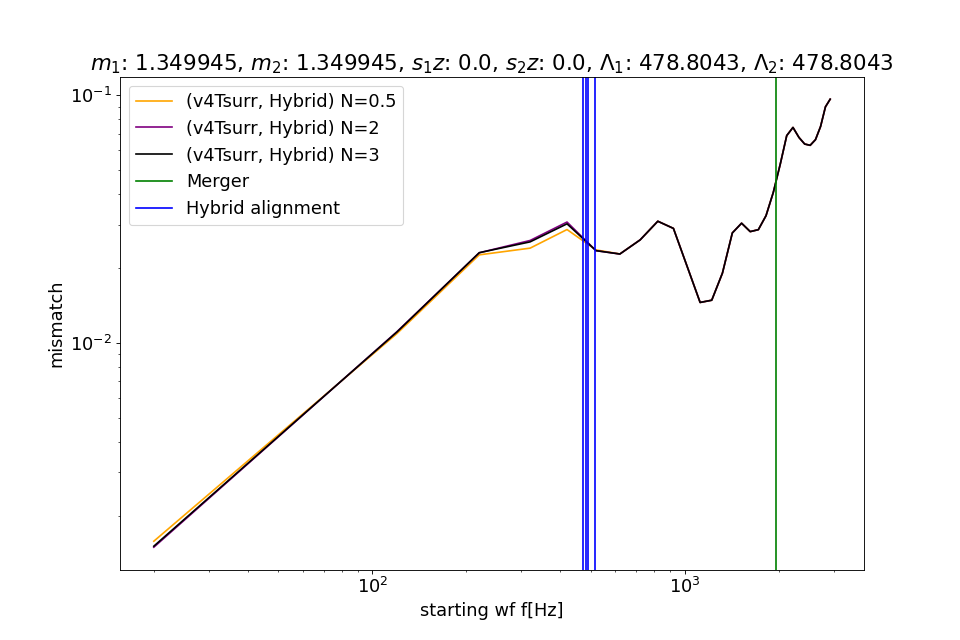 m₁: 1.349945, m₂: 1.349945, s₁z: 0.0, s₂z: 0.0, Λ₁: 478.8043, Λ₂: 478.8043
10⁻¹
(v4Tsurr, Hybrid) N=0.5
(v4Tsurr, Hybrid) N=2
(v4Tsurr, Hybrid) N=3
Merger
Hybrid alignment
mismatch
10⁻²
10² 10³
starting wf f[Hz]